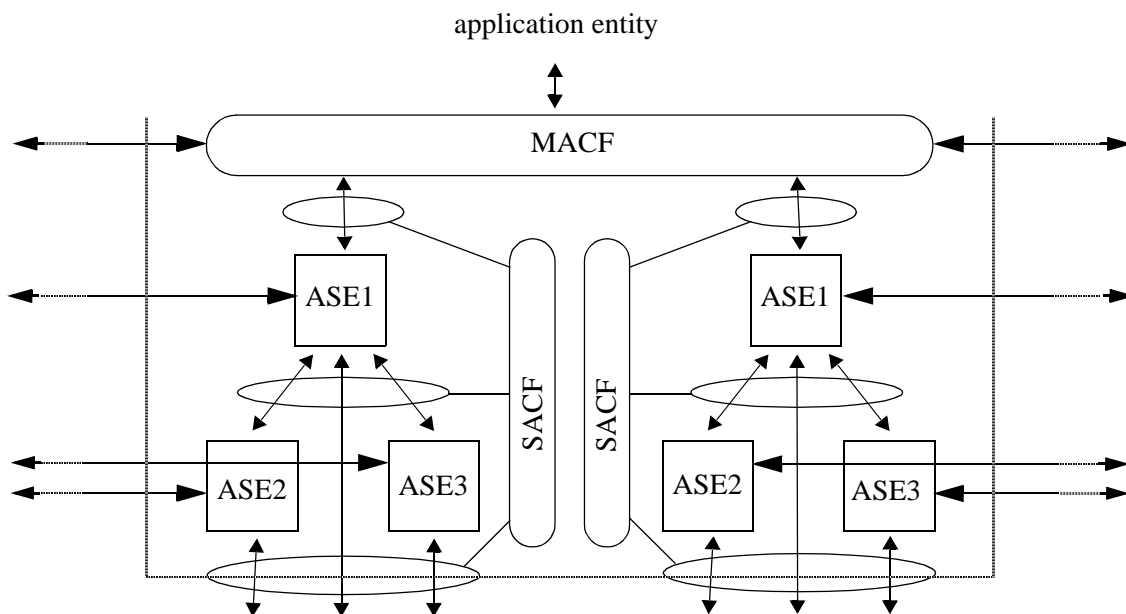 application entity
MACF
ASE1
ASE1
SACF
SACF
ASE2
ASE3
ASE2
ASE3